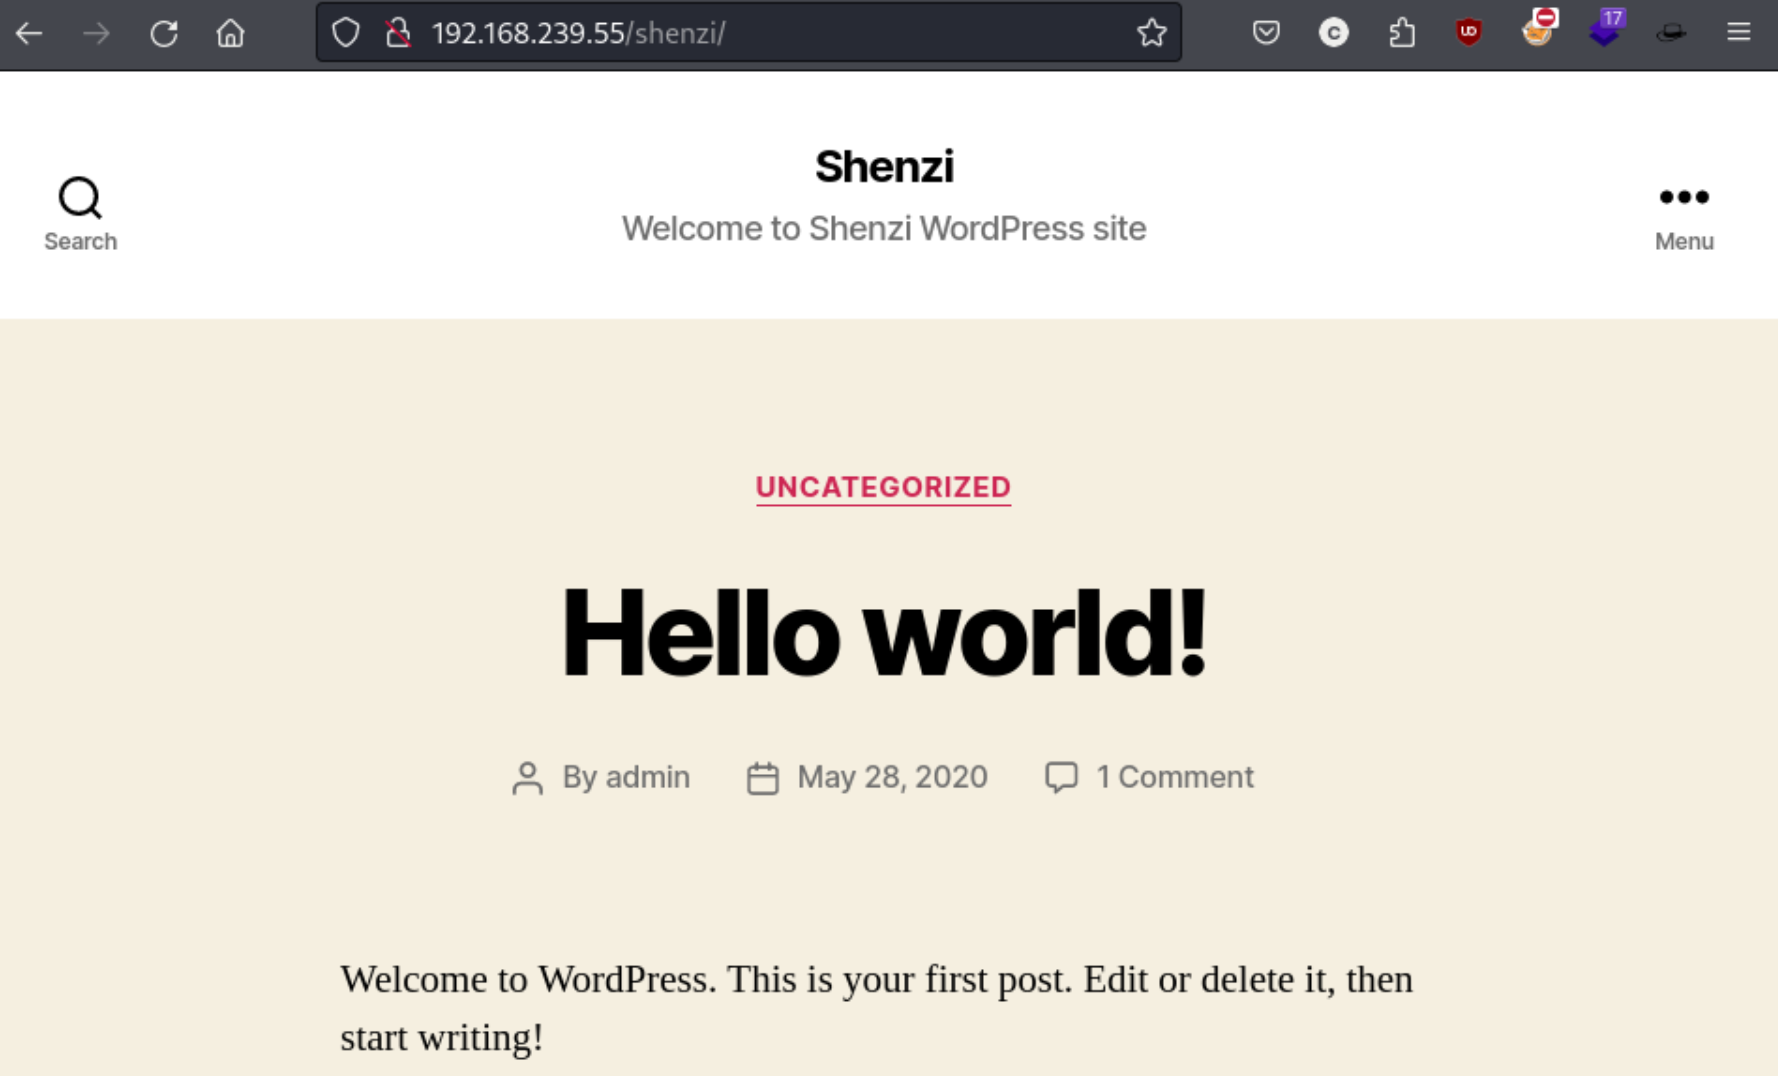 192.168.239.55/shenzi/
C
UD
17
Shenzi
Welcome to Shenzi WordPress site
Search
Menu
UNCATEGORIZED
Hello world!
By admin May 28, 2020 1 Comment
Welcome to WordPress. This is your first post. Edit or delete it, then
start writing!